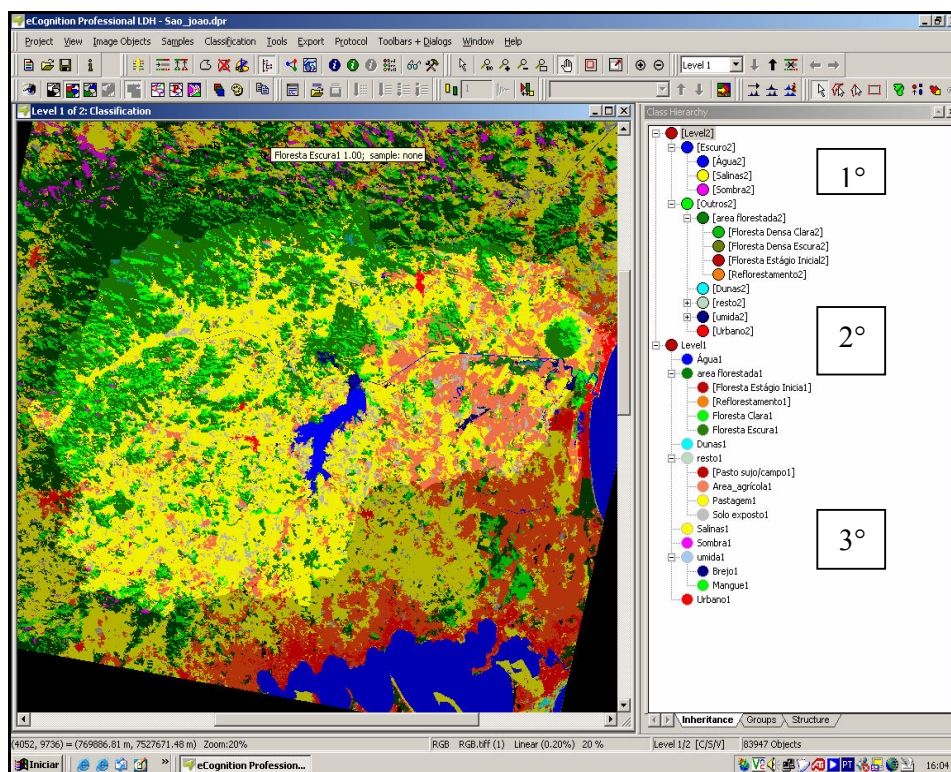 eCognition Professional LDH - Sao_joao.dpr
Project View Image Objects Samples Classification Tools Export Protocol Toolbars + Dialogs Window Help
Level 1
Level 1 of 2: Classification
Floresta Escura1 1.00; sample: none
Class Hierarchy
[Level2]
[Escuro2]
[Água2]
[Salinas2]
[Sombra2]
[Outros2]
[area florestada2]
[Floresta Densa Clara2]
[Floresta Densa Escura2]
[Floresta Estágio Inicial2]
[Reflorestamento2]
[Dunas2]
[resto2]
[umida2]
[Urbano2]
Level1
Água1
area florestada1
[Floresta Estágio Inicia1]
[Reflorestamento1]
Floresta Clara1
Floresta Escura1
Dunas1
resto1
[Pasto sujo/campo1]
Area_agrícola1
Pastagem1
Solo exposto1
Salinas1
Sombra1
umida1
Brejo1
Mangue1
Urbano1
1°
2°
3°
Inheritance Groups Structure
(4052, 9736) = (769886.81 m, 7527671.48 m) Zoom:20%
RGB RGB.tiff (1) Linear (0.20%) 20 %
Level 1/2 [C/S/V] 83947 Objects
Iniciar
eCognition Profession...
PT
16:04